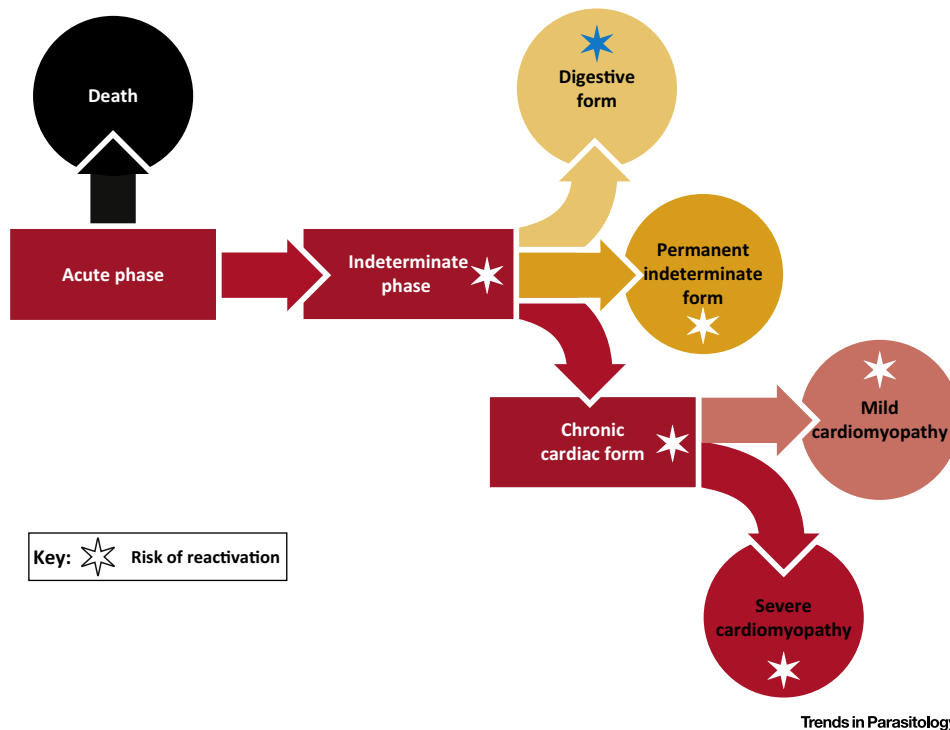 Death
Digestive
form
Acute phase
Indeterminate
phase
Permanent
indeterminate
form
Chronic
cardiac form
Mild
cardiomyopathy
Key: Risk of reactivation
Severe
cardiomyopathy
Trends in Parasitology